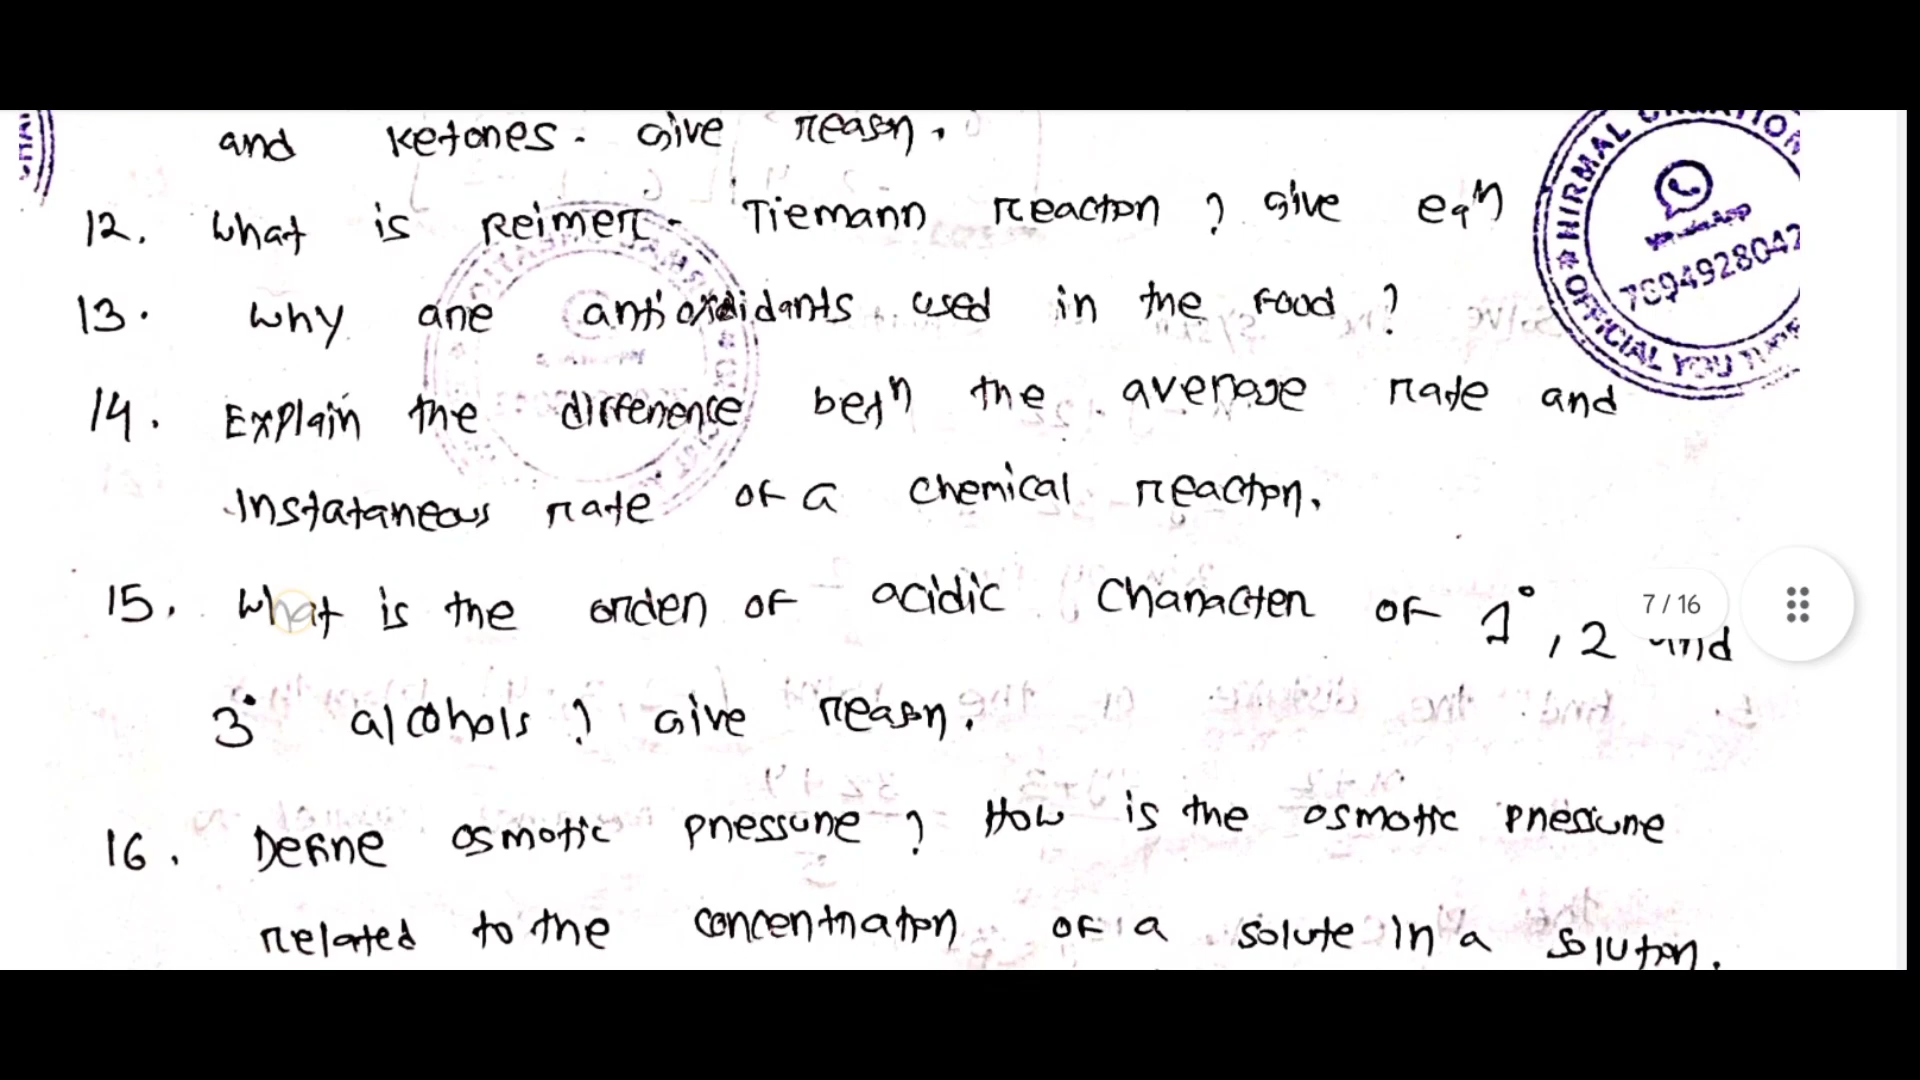 and ketones. Give reason.
12. What is Reimer-Tiemann reaction? Give eqn
13. Why are antioxidants used in the food?
14. Explain the difference betn the average rate and
Instataneous rate of a chemical reaction.
15. What is the order of acidic character of 1°, 2 and
3° alcohols? Give reason.
16. Define osmotic pressure? How is the osmotic pressure
related to the concentration of a solute in a solution.
7 / 16
HIRMAL
OFFICIAL YOU TUBE
WhatsApp